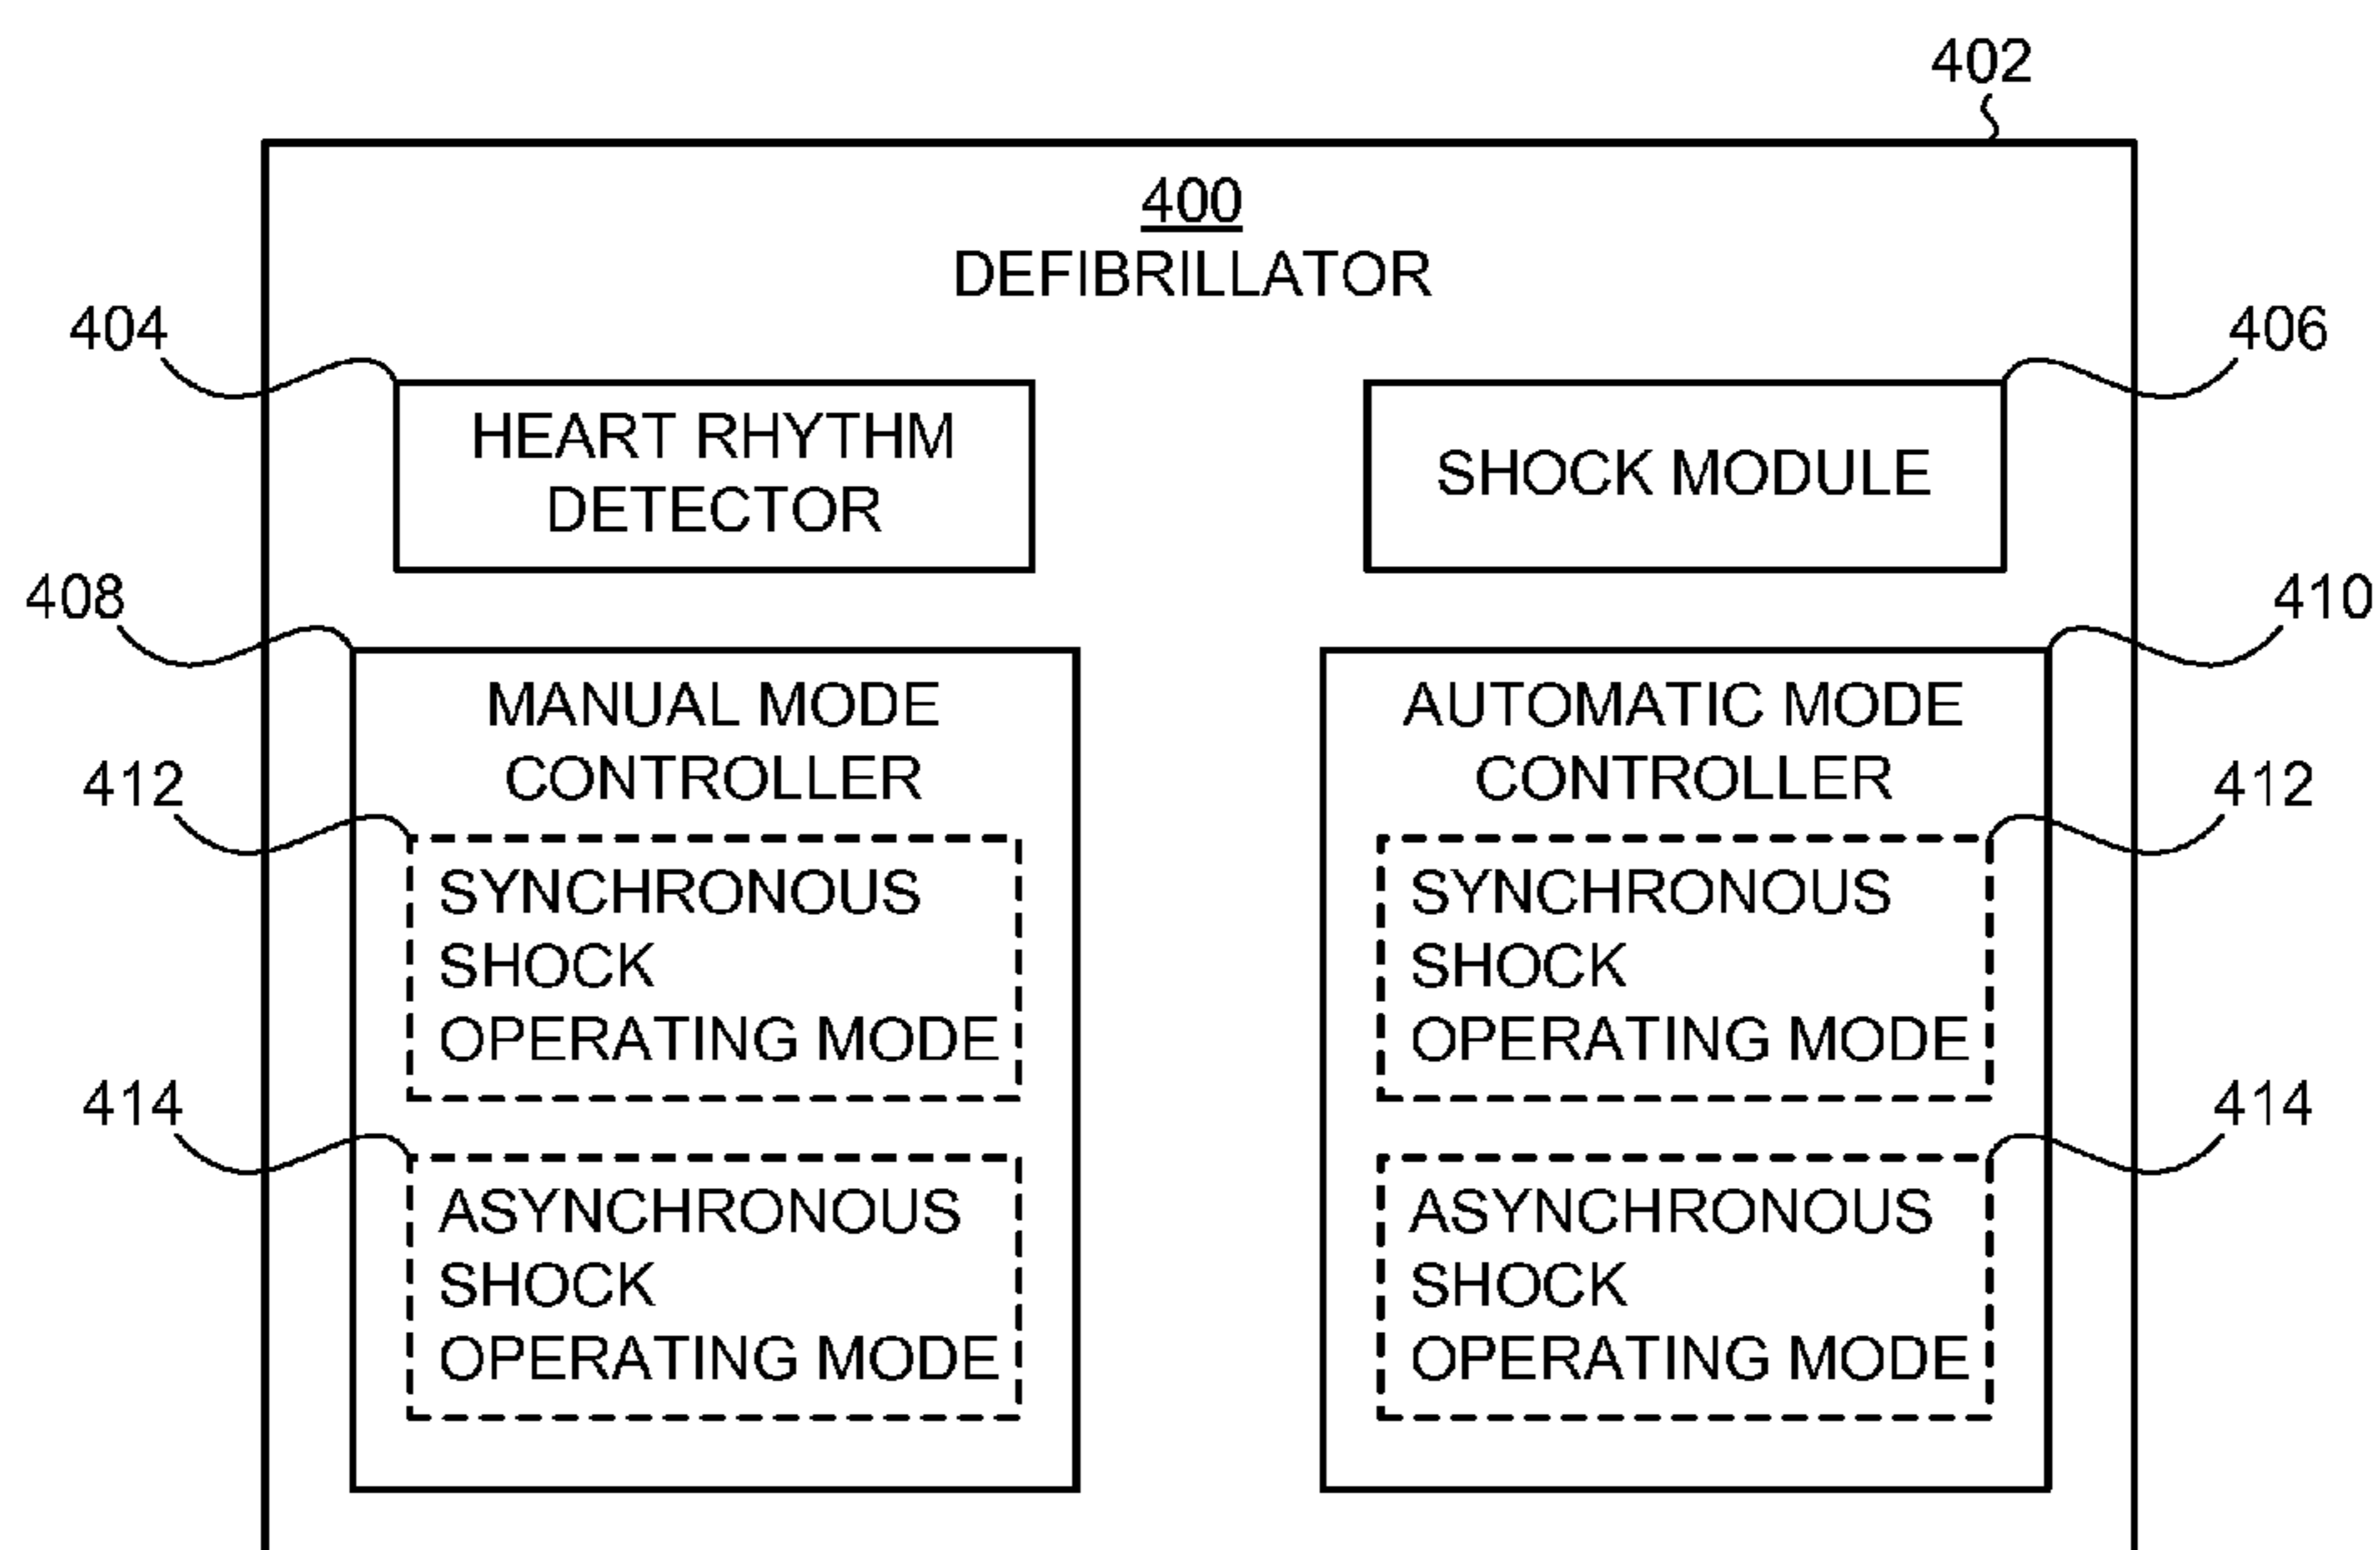 402
400
DEFIBRILLATOR
404
406
HEART RHYTHM
DETECTOR
SHOCK MODULE
408
410
MANUAL MODE
CONTROLLER
AUTOMATIC MODE
CONTROLLER
412
412
SYNCHRONOUS
SHOCK
OPERATING MODE
SYNCHRONOUS
SHOCK
OPERATING MODE
414
414
ASYNCHRONOUS
SHOCK
OPERATING MODE
ASYNCHRONOUS
SHOCK
OPERATING MODE